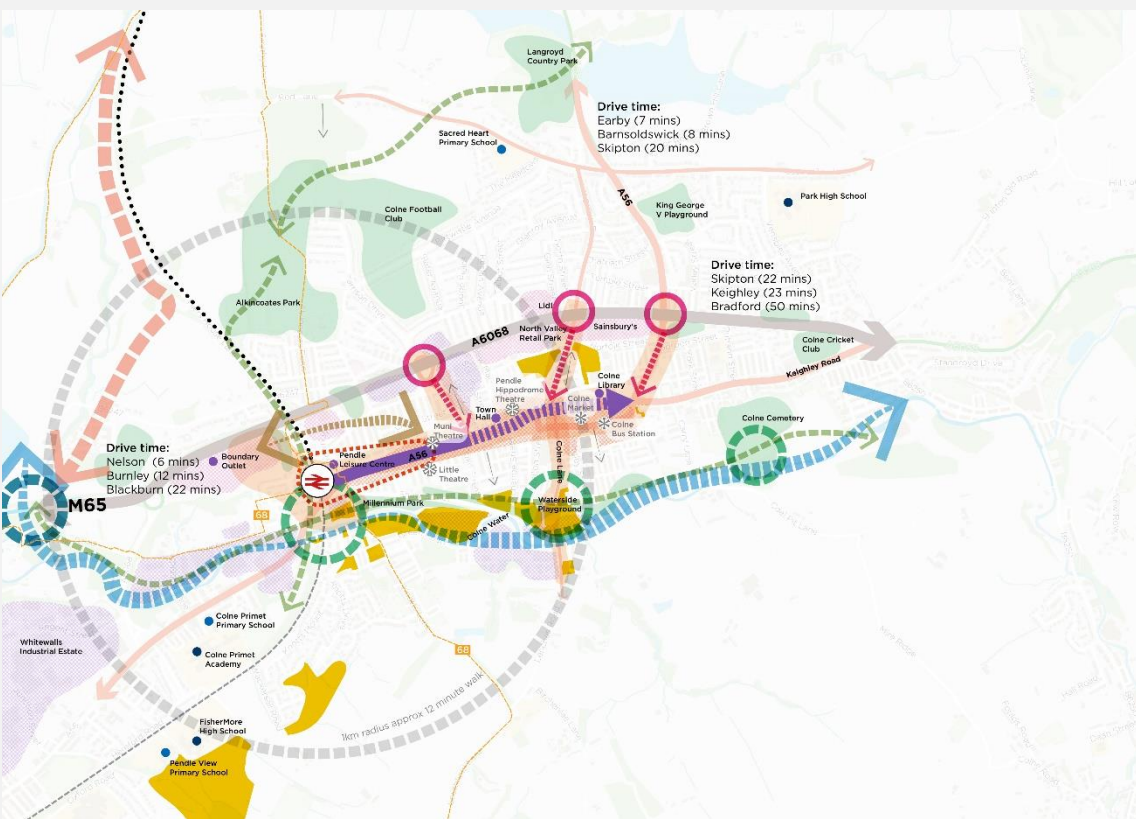 Langroyd
Country Park
Drive time:
Earby (7 mins)
Barnsoldswick (8 mins)
Skipton (20 mins)
Sacred Heart
Primary School
A56
Park High School
King George
V Playground
Colne Football
Club
Drive time:
Skipton (22 mins)
Keighley (23 mins)
Bradford (50 mins)
Alkincoates Park
Lidl
A6068
North Valley
Retail Park
Sainsbury's
Colne Cricket
Club
Keighley Road
Pendle
Hippodrome
Theatre
Colne
Library
Town
Hall
Colne
Market
Colne
Bus Station
Colne Cemetery
Muni
Theatre
Drive time:
Nelson (6 mins)
Burnley (12 mins)
Blackburn (22 mins)
Boundary
Outlet
Pendle
Leisure Centre
A56
Little
Theatre
Colne Lane
M65
68
Millennium Park
Colne Water
Waterside
Playground
Colne Primet
Primary School
Whitewalls
Industrial Estate
Colne Primet
Academy
68
1km radius approx 12 minute walk
FisherMore
High School
Pendle View
Primary School